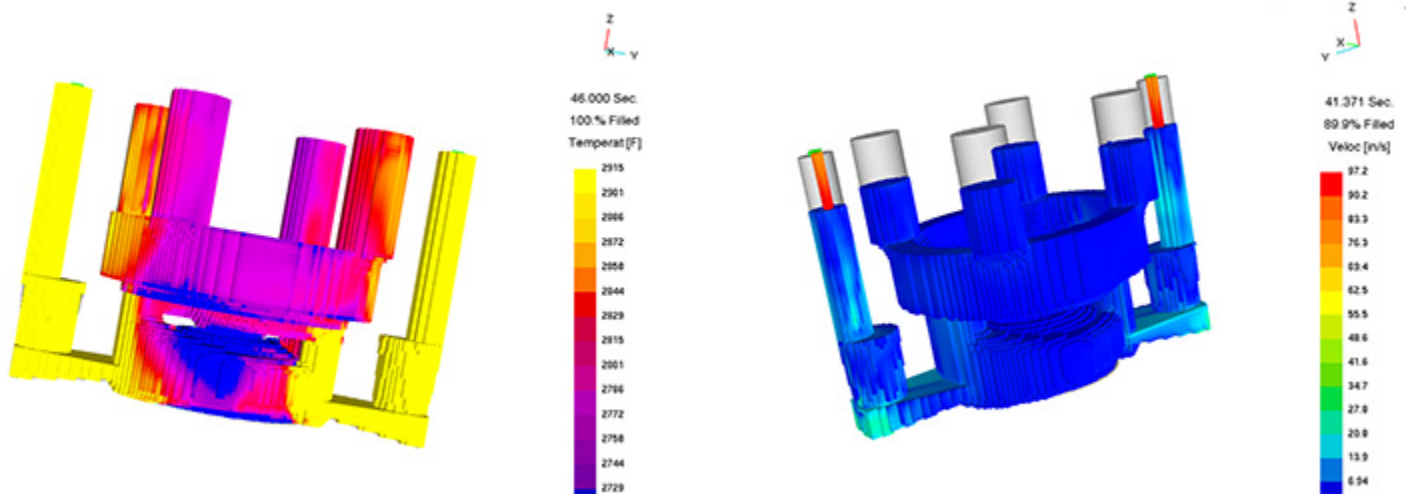 Z
X Y
46.000 Sec.
100.% Filled
Temperat [F]
2915
2901
2886
2872
2858
2844
2829
2815
2801
2786
2772
2758
2744
2729
Z
X
Y
41.371 Sec.
89.9% Filled
Veloc [in/s]
97.2
90.2
83.3
76.3
69.4
62.5
55.5
48.6
41.6
34.7
27.8
20.8
13.9
6.94